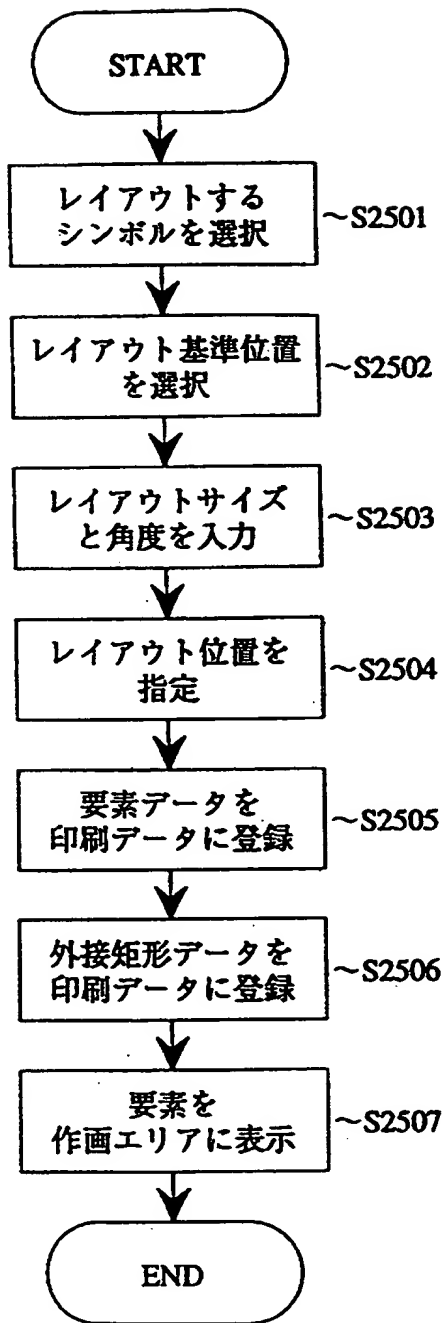 START
レイアウトする
シンボルを選択
~S2501
レイアウト基準位置
を選択
~S2502
レイアウトサイズ
と角度を入力
~S2503
レイアウト位置を
指定
~S2504
要素データを
印刷データに登録
~S2505
外接矩形データを
印刷データに登録
~S2506
要素を
作画エリアに表示
~S2507
END